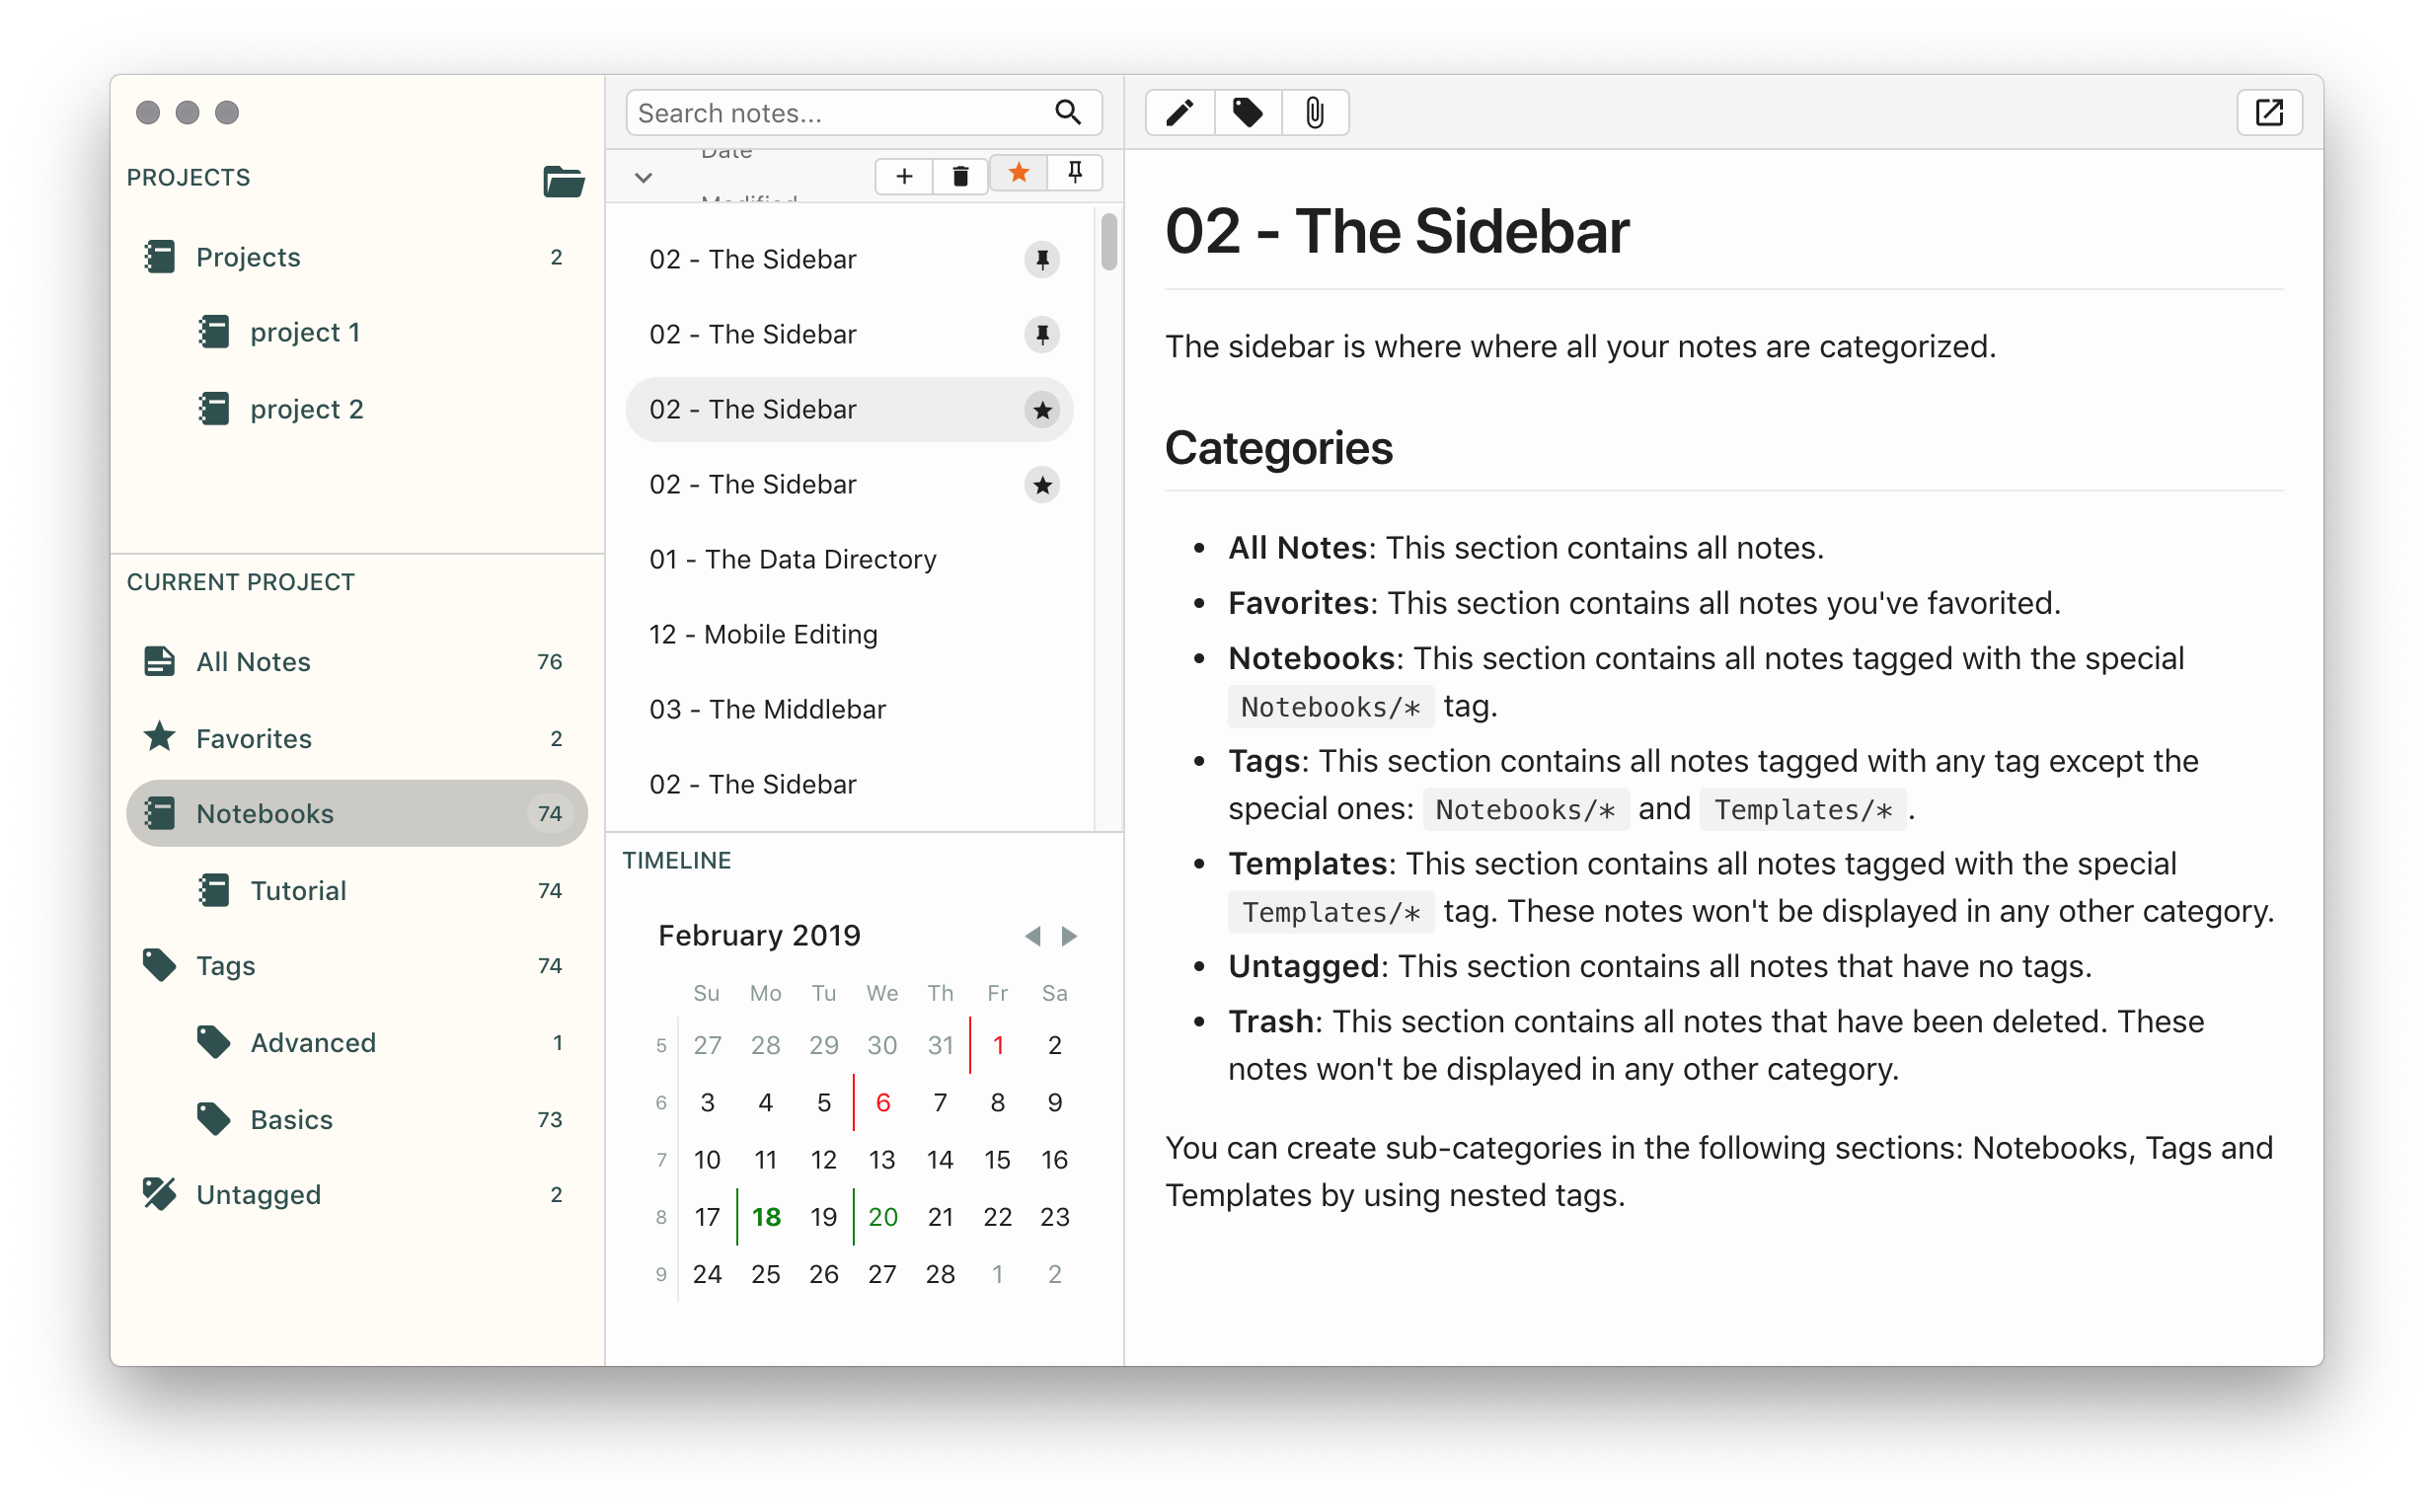 PROJECTS
Projects 2
project 1
project 2
CURRENT PROJECT
All Notes 76
Favorites 2
Notebooks 74
Tutorial 74
Tags 74
Advanced 1
Basics 73
Untagged 2
Search notes...
Date
Modified
02 - The Sidebar
02 - The Sidebar
02 - The Sidebar
02 - The Sidebar
01 - The Data Directory
12 - Mobile Editing
03 - The Middlebar
02 - The Sidebar
TIMELINE
February 2019
Su Mo Tu We Th Fr Sa
5 27 28 29 30 31 1 2
6 3 4 5 6 7 8 9
7 10 11 12 13 14 15 16
8 17 18 19 20 21 22 23
9 24 25 26 27 28 1 2
02 - The Sidebar
The sidebar is where where all your notes are categorized.
Categories
• All Notes: This section contains all notes.
• Favorites: This section contains all notes you've favorited.
• Notebooks: This section contains all notes tagged with the special
Notebooks/* tag.
• Tags: This section contains all notes tagged with any tag except the
special ones: Notebooks/* and Templates/*.
• Templates: This section contains all notes tagged with the special
Templates/* tag. These notes won't be displayed in any other category.
• Untagged: This section contains all notes that have no tags.
• Trash: This section contains all notes that have been deleted. These
notes won't be displayed in any other category.
You can create sub-categories in the following sections: Notebooks, Tags and
Templates by using nested tags.